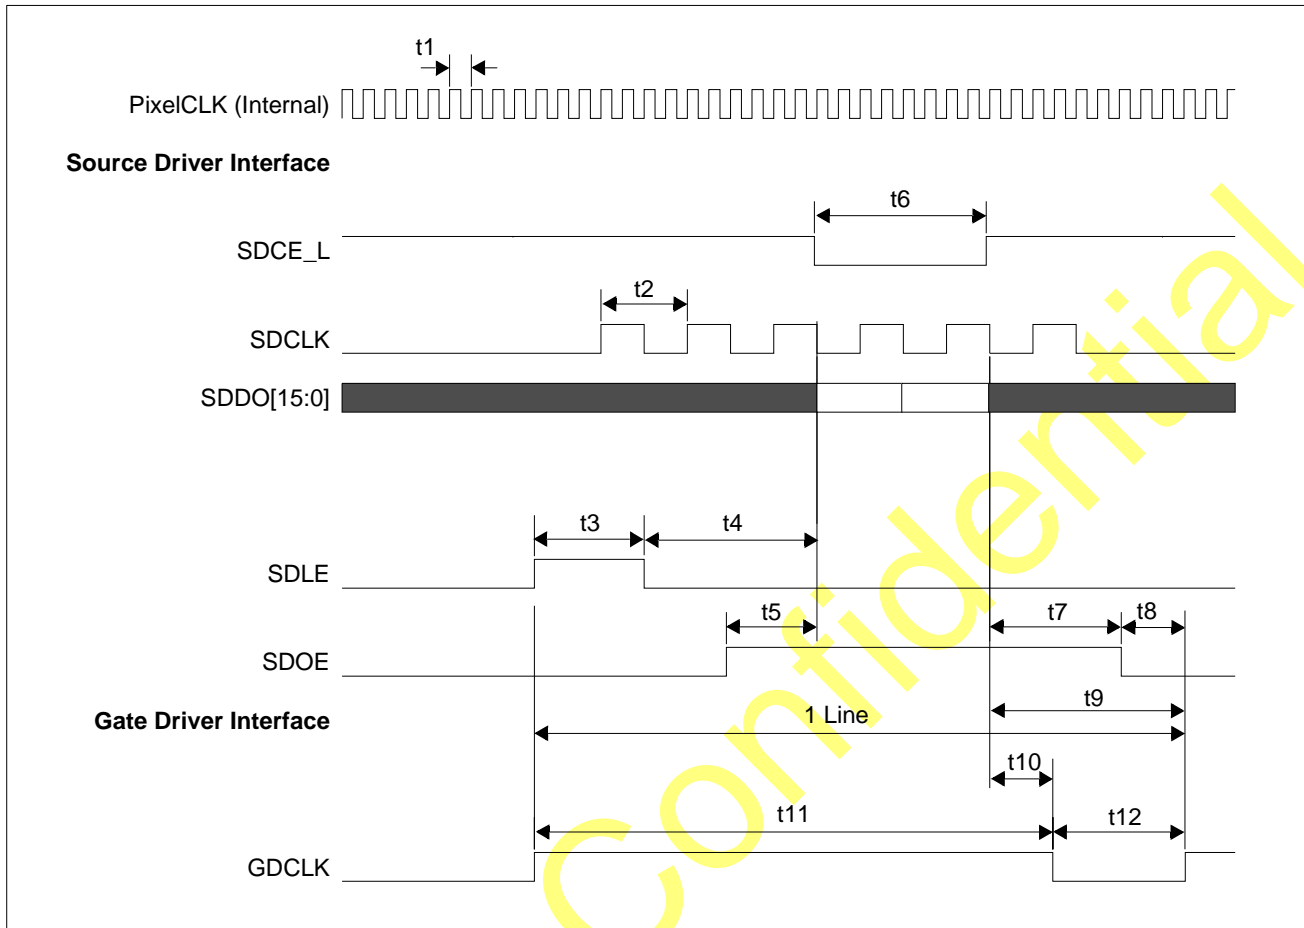 t1
PixelCLK (Internal)
Source Driver Interface
t6
SDCE_L
t2
SDCLK
SDDO[15:0]
t3
t4
SDLE
t5
t7
t8
SDOE
t9
Gate Driver Interface
1 Line
t10
t11
t12
GDCLK
Confidential